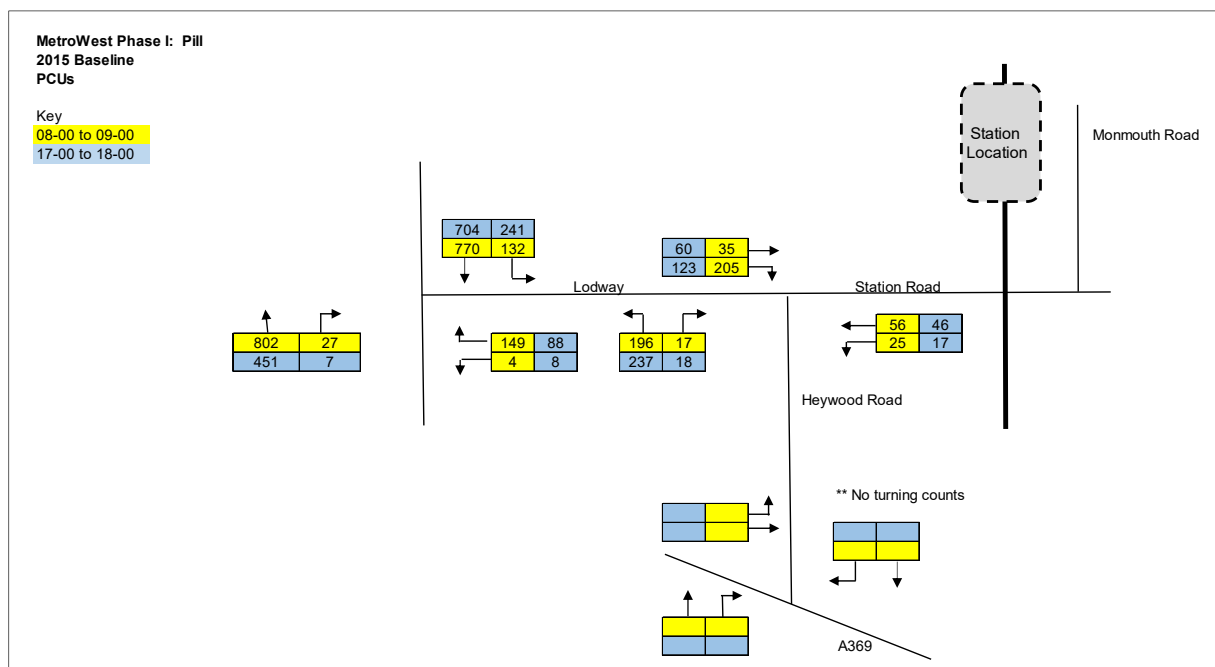 MetroWest Phase I:  Pill
2015 Baseline
PCUs
Key
08-00 to 09-00
17-00 to 18-00
Station
Location
Monmouth Road
704 241
770 132
60 35
123 205
Lodway
Station Road
802 27
451 7
149 88
4 8
196 17
237 18
56 46
25 17
Heywood Road
** No turning counts
A369